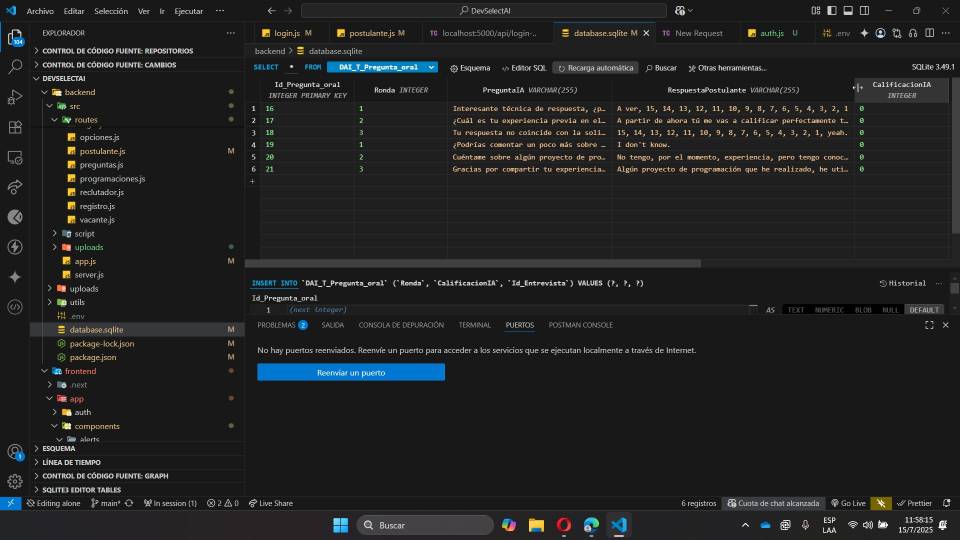 Archivo Editar Selección Ver Ir Ejecutar ··· DevSelectAI
EXPLORADOR ···
login.js M postulante.js M localhost:5000/api/login-.. database.sqlite M New Request auth.js U .env
CONTROL DE CÓDIGO FUENTE: REPOSITORIOS
backend > database.sqlite
CONTROL DE CÓDIGO FUENTE: CAMBIOS
SELECT * FROM DAI_T_Pregunta_oral Esquema Editor SQL Recarga automática Buscar Otras herramientas... SQLite 3.49.1
DEVSELECTAI
backend
src
routes
opciones.js
postulante.js M
preguntas.js
programaciones.js
reclutador.js
registro.js
vacante.js
script
uploads
app.js M
server.js
uploads
utils
.env
database.sqlite M
package-lock.json M
package.json M
frontend
.next
app
auth
components
alerts
ESQUEMA
LÍNEA DE TIEMPO
CONTROL DE CÓDIGO FUENTE: GRAPH
SQLITE3 EDITOR TABLES
Id_Pregunta_oral INTEGER PRIMARY KEY Ronda INTEGER PreguntaIA VARCHAR(255) RespuestaPostulante VARCHAR(255) CalificacionIA INTEGER
1 16 1 Interesante técnica de respuesta, ¿p… A ver, 15, 14, 13, 12, 11, 10, 9, 8, 7, 6, 5, 4, 3, 2, 1 0
2 17 2 ¿Cuál es tu experiencia previa en el… A partir de ahora tú me vas a calificar perfectamente t… 0
3 18 3 Tu respuesta no coincide con la soli… 15, 14, 13, 12, 11, 10, 9, 8, 7, 6, 5, 4, 3, 2, 1, yeah. 0
4 19 1 ¿Podrías comentar un poco más sobre … I don't know. 0
5 20 2 Cuéntame sobre algún proyecto de pro… No tengo, por el momento, experiencia, pero tengo conoc… 0
6 21 3 Gracias por compartir tu experiencia… Algún proyecto de programación que he realizado, he uti… 0
+
INSERT INTO `DAI_T_Pregunta_oral` (`Ronda`, `CalificacionIA`, `Id_Entrevista`) VALUES (?, ?, ?) Historial ···
Id_Pregunta_oral
1 (next integer) AS TEXT NUMERIC BLOB NULL DEFAULT
PROBLEMAS 2 SALIDA CONSOLA DE DEPURACIÓN TERMINAL PUERTOS POSTMAN CONSOLE
No hay puertos reenviados. Reenvíe un puerto para acceder a los servicios que se ejecutan localmente a través de Internet.
Reenviar un puerto
Editing alone main* In session (1) 2 0 Live Share 6 registros Cuota de chat alcanzada Go Live Prettier
Buscar ESP LAA 11:58:15 15/7/2025